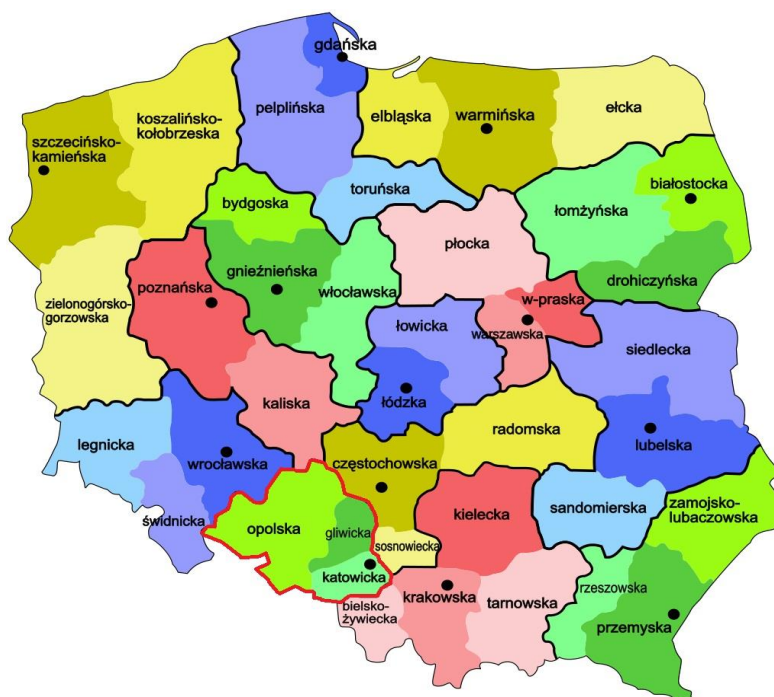 gdańska
koszalińsko-
kołobrzeska
pelplińska
elbląska
warmińska
ełcka
szczecińsko-
kamieńska
białostocka
toruńska
bydgoska
łomżyńska
płocka
gnieźnieńska
drohiczyńska
poznańska
włocławska
zielonogórsko-
gorzowska
w-praska
łowicka
warszawska
siedlecka
kaliska
łódzka
radomska
legnicka
lubelska
wrocławska
częstochowska
sandomierska
zamojsko-
lubaczowska
świdnicka
opolska
gliwicka
kielecka
sosnowiecka
katowicka
rzeszowska
krakowska
tarnowska
bielsko-
żywiecka
przemyska